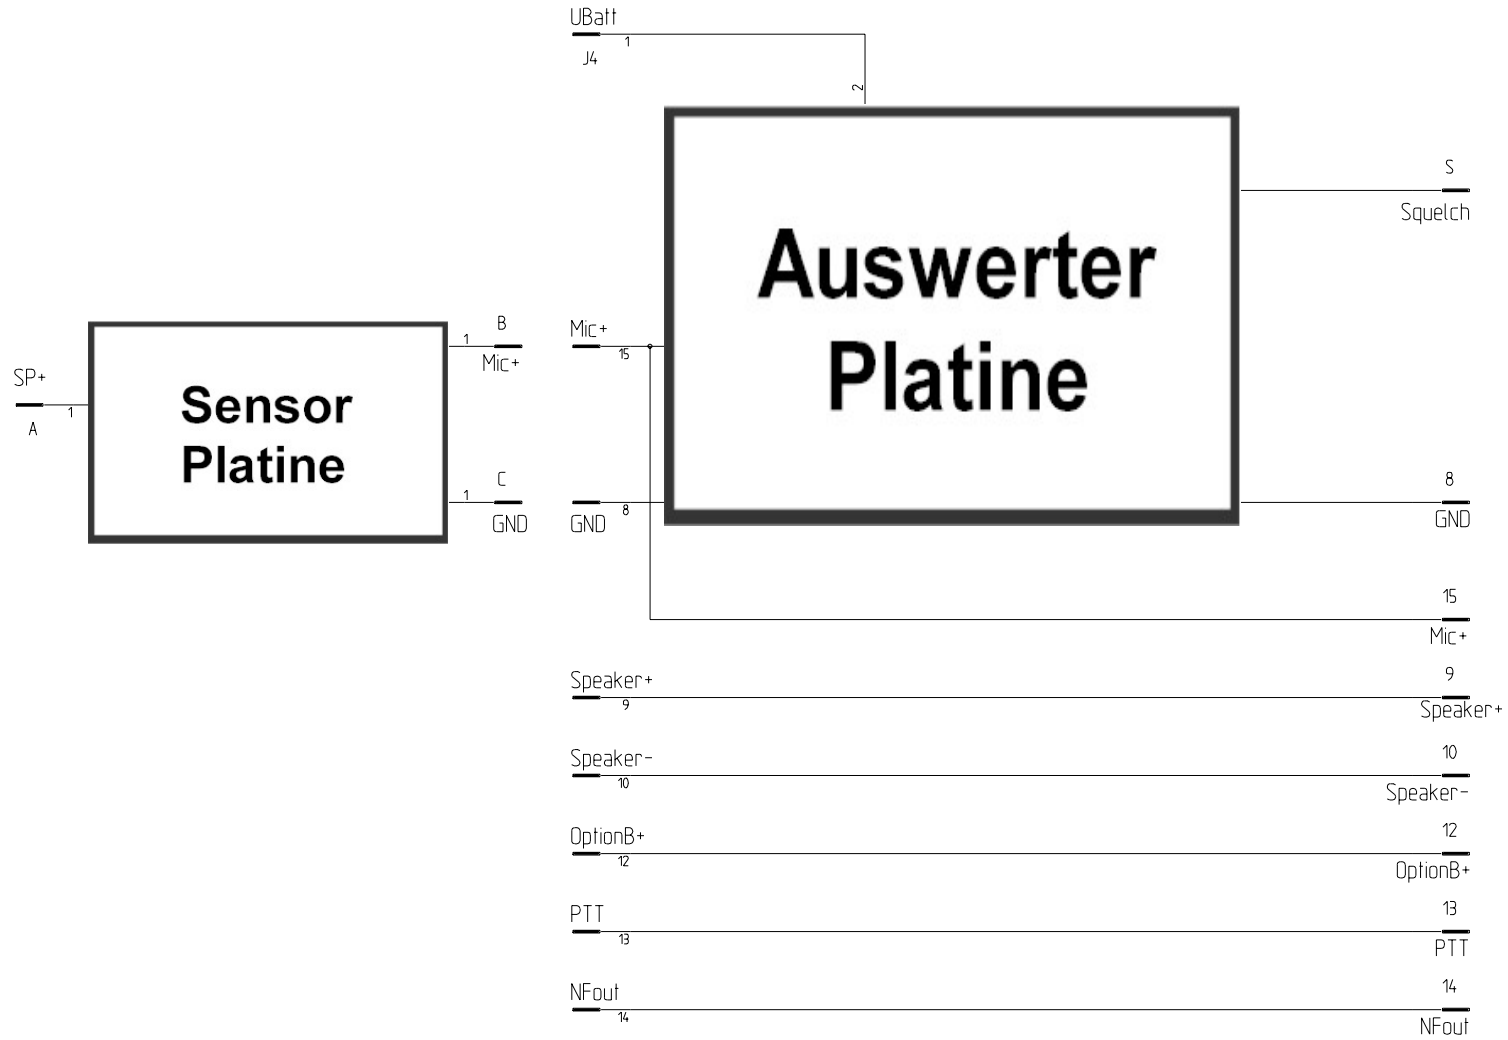 UBatt
1
J4
2
S
Squelch
Auswerter
Platine
B
1
Mic+
Mic+
15
SP+
1
A
Sensor
Platine
C
1
GND
GND
8
8
GND
15
Mic+
Speaker+
9
9
Speaker+
Speaker-
10
10
Speaker-
OptionB+
12
12
OptionB+
PTT
13
13
PTT
NFout
14
14
NFout